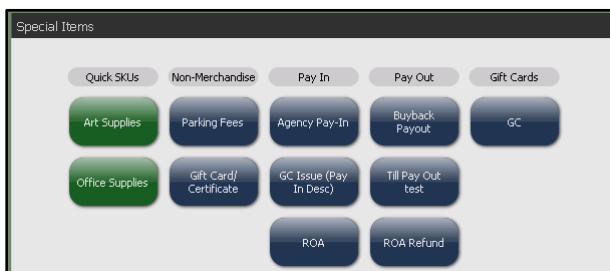 Special Items
Quick SKUs Non-Merchandise Pay In Pay Out Gift Cards
Art Supplies Parking Fees Agency Pay-In Buyback Payout GC
Office Supplies Gift Card/ Certificate GC Issue (Pay In Desc) Till Pay Out test
ROA ROA Refund